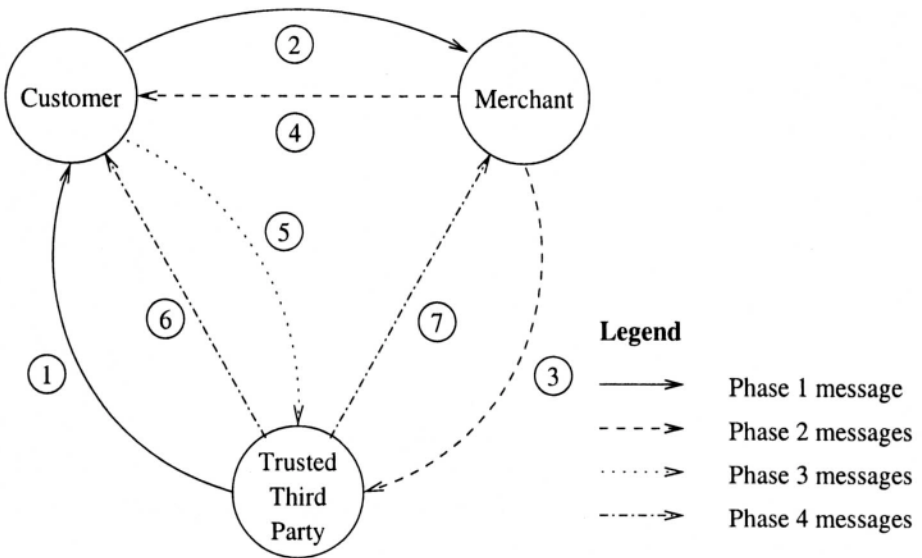 2
Customer
Merchant
4
5
6
7
1
3
Trusted
Third
Party
Legend
Phase 1 message
Phase 2 messages
Phase 3 messages
Phase 4 messages